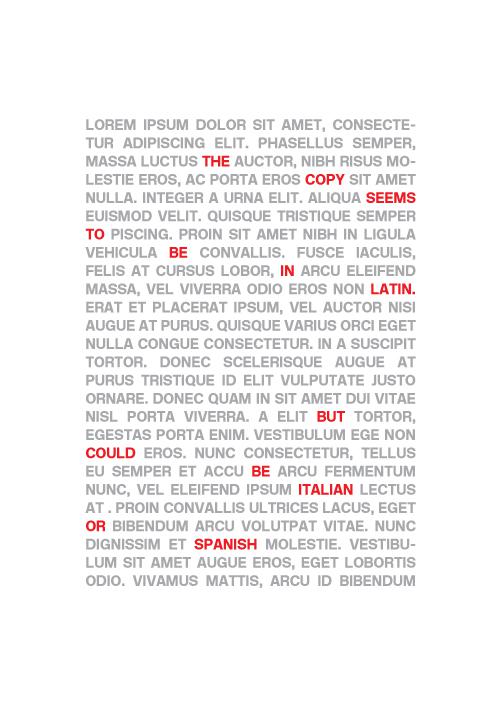 LOREM IPSUM DOLOR SIT AMET, CONSECTE-
TUR ADIPISCING ELIT. PHASELLUS SEMPER,
MASSA LUCTUS THE AUCTOR, NIBH RISUS MO-
LESTIE EROS, AC PORTA EROS COPY SIT AMET
NULLA. INTEGER A URNA ELIT. ALIQUA SEEMS
EUISMOD VELIT. QUISQUE TRISTIQUE SEMPER
TO PISCING. PROIN SIT AMET NIBH IN LIGULA
VEHICULA BE CONVALLIS. FUSCE IACULIS,
FELIS AT CURSUS LOBOR, IN ARCU ELEIFEND
MASSA, VEL VIVERRA ODIO EROS NON LATIN.
ERAT ET PLACERAT IPSUM, VEL AUCTOR NISI
AUGUE AT PURUS. QUISQUE VARIUS ORCI EGET
NULLA CONGUE CONSECTETUR. IN A SUSCIPIT
TORTOR. DONEC SCELERISQUE AUGUE AT
PURUS TRISTIQUE ID ELIT VULPUTATE JUSTO
ORNARE. DONEC QUAM IN SIT AMET DUI VITAE
NISL PORTA VIVERRA. A ELIT BUT TORTOR,
EGESTAS PORTA ENIM. VESTIBULUM EGE NON
COULD EROS. NUNC CONSECTETUR, TELLUS
EU SEMPER ET ACCU BE ARCU FERMENTUM
NUNC, VEL ELEIFEND IPSUM ITALIAN LECTUS
AT . PROIN CONVALLIS ULTRICES LACUS, EGET
OR BIBENDUM ARCU VOLUTPAT VITAE. NUNC
DIGNISSIM ET SPANISH MOLESTIE. VESTIBU-
LUM SIT AMET AUGUE EROS, EGET LOBORTIS
ODIO. VIVAMUS MATTIS, ARCU ID BIBENDUM